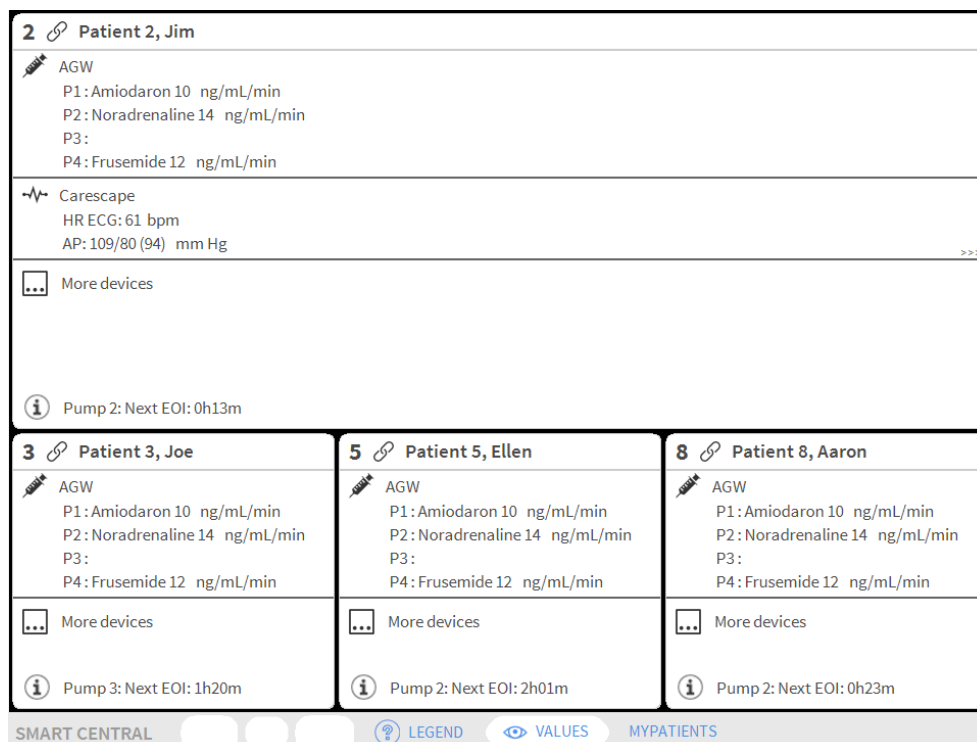 2 Patient 2, Jim
AGW
P1: Amiodaron 10 ng/mL/min
P2: Noradrenaline 14 ng/mL/min
P3:
P4: Frusemide 12 ng/mL/min
Carescape
HR ECG: 61 bpm
AP: 109/80 (94) mm Hg
>>>
... More devices
i Pump 2: Next EOI: 0h13m
3 Patient 3, Joe
AGW
P1: Amiodaron 10 ng/mL/min
P2: Noradrenaline 14 ng/mL/min
P3:
P4: Frusemide 12 ng/mL/min
... More devices
i Pump 3: Next EOI: 1h20m
5 Patient 5, Ellen
AGW
P1: Amiodaron 10 ng/mL/min
P2: Noradrenaline 14 ng/mL/min
P3:
P4: Frusemide 12 ng/mL/min
... More devices
i Pump 2: Next EOI: 2h01m
8 Patient 8, Aaron
AGW
P1: Amiodaron 10 ng/mL/min
P2: Noradrenaline 14 ng/mL/min
P3:
P4: Frusemide 12 ng/mL/min
... More devices
i Pump 2: Next EOI: 0h23m
SMART CENTRAL ? LEGEND VALUES MYPATIENTS